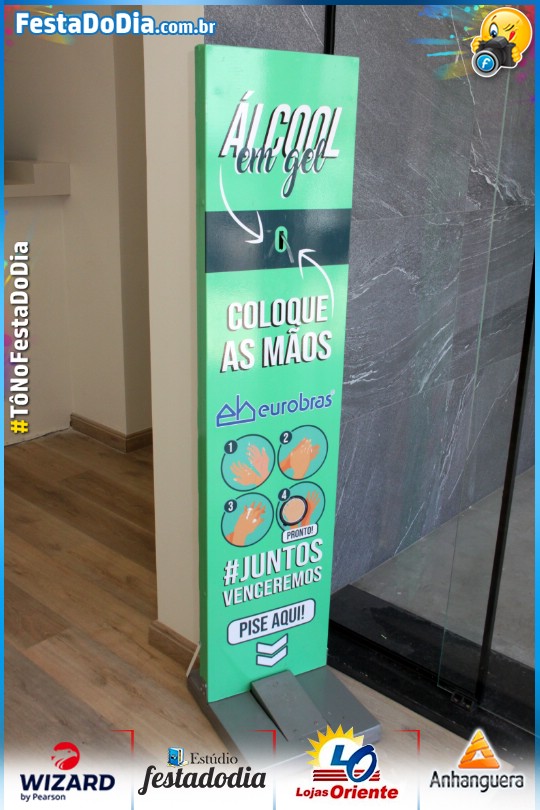 FestaDoDia.com.br
#TôNoFestaDoDia
ÁLCOOL
em gel
COLOQUE
AS MÃOS
eh eurobras®
1
2
3
4
PRONTO!
#JUNTOS
VENCEREMOS
PISE AQUI!
WIZARD
by Pearson
Estúdio
festadodia
LO
Lojas Oriente
Anhanguera